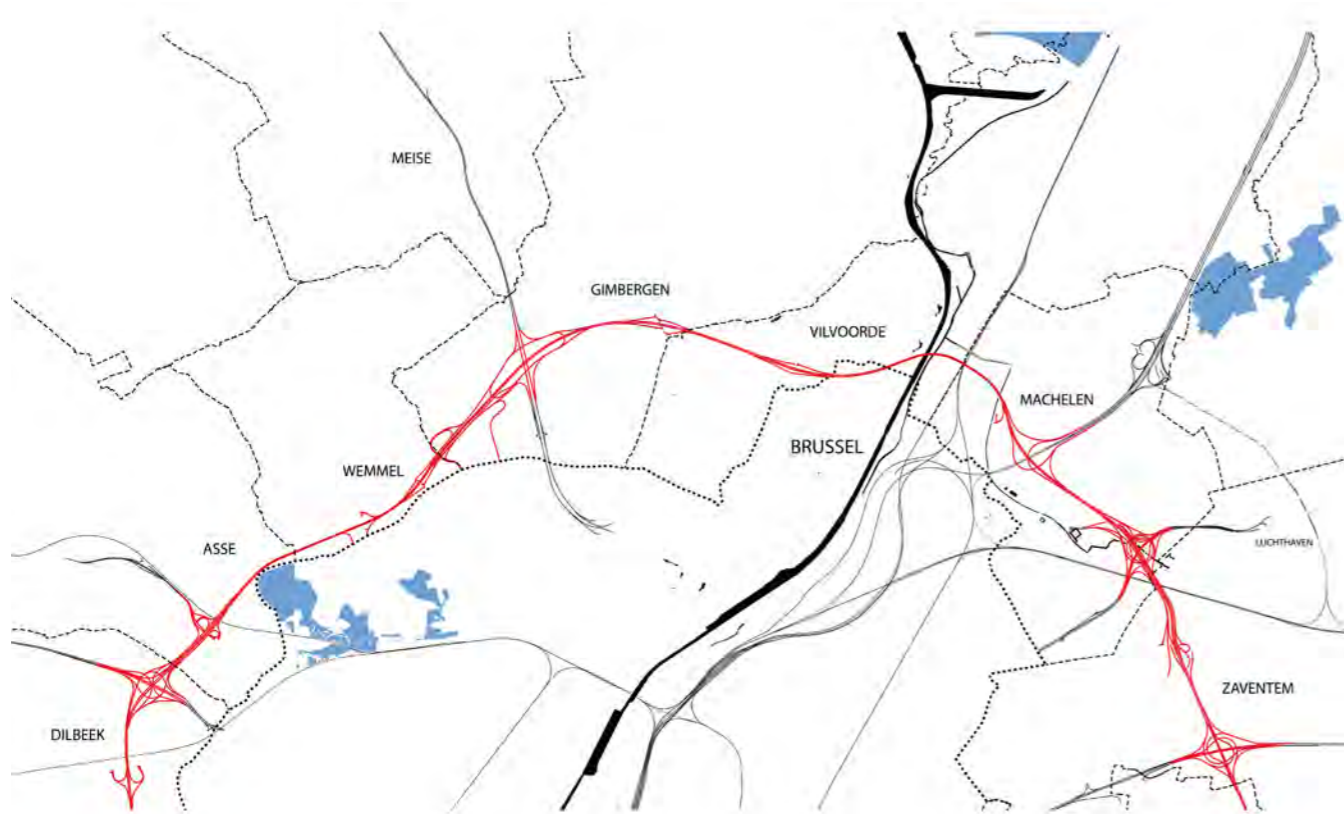 MEISE
GIMBERGEN
VILVOORDE
MACHELEN
BRUSSEL
WEMMEL
ASSE
LUCHTHAVEN
ZAVENTEM
DILBEEK